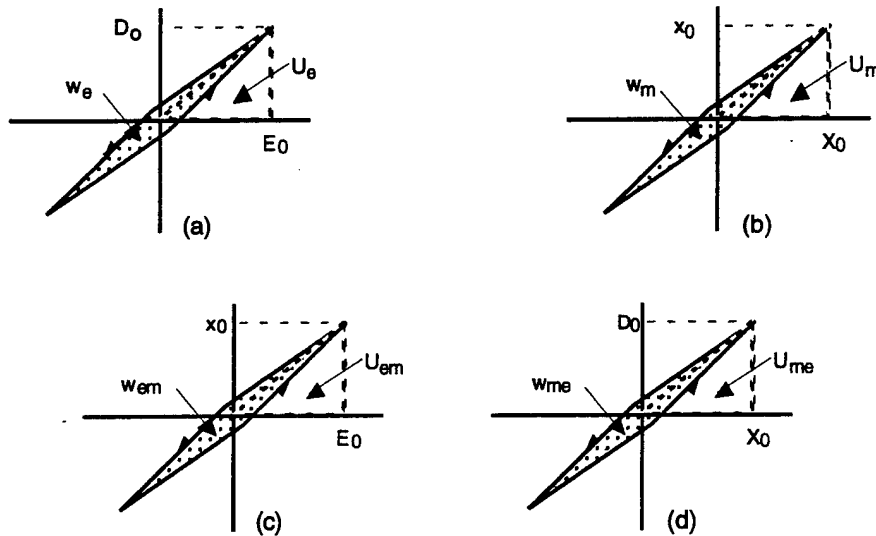 D₀
wₑ
Uₑ
E₀
(a)
x₀
wₘ
Uₘ
X₀
(b)
x₀
wₑₘ
Uₑₘ
E₀
(c)
D₀
wₘₑ
Uₘₑ
X₀
(d)